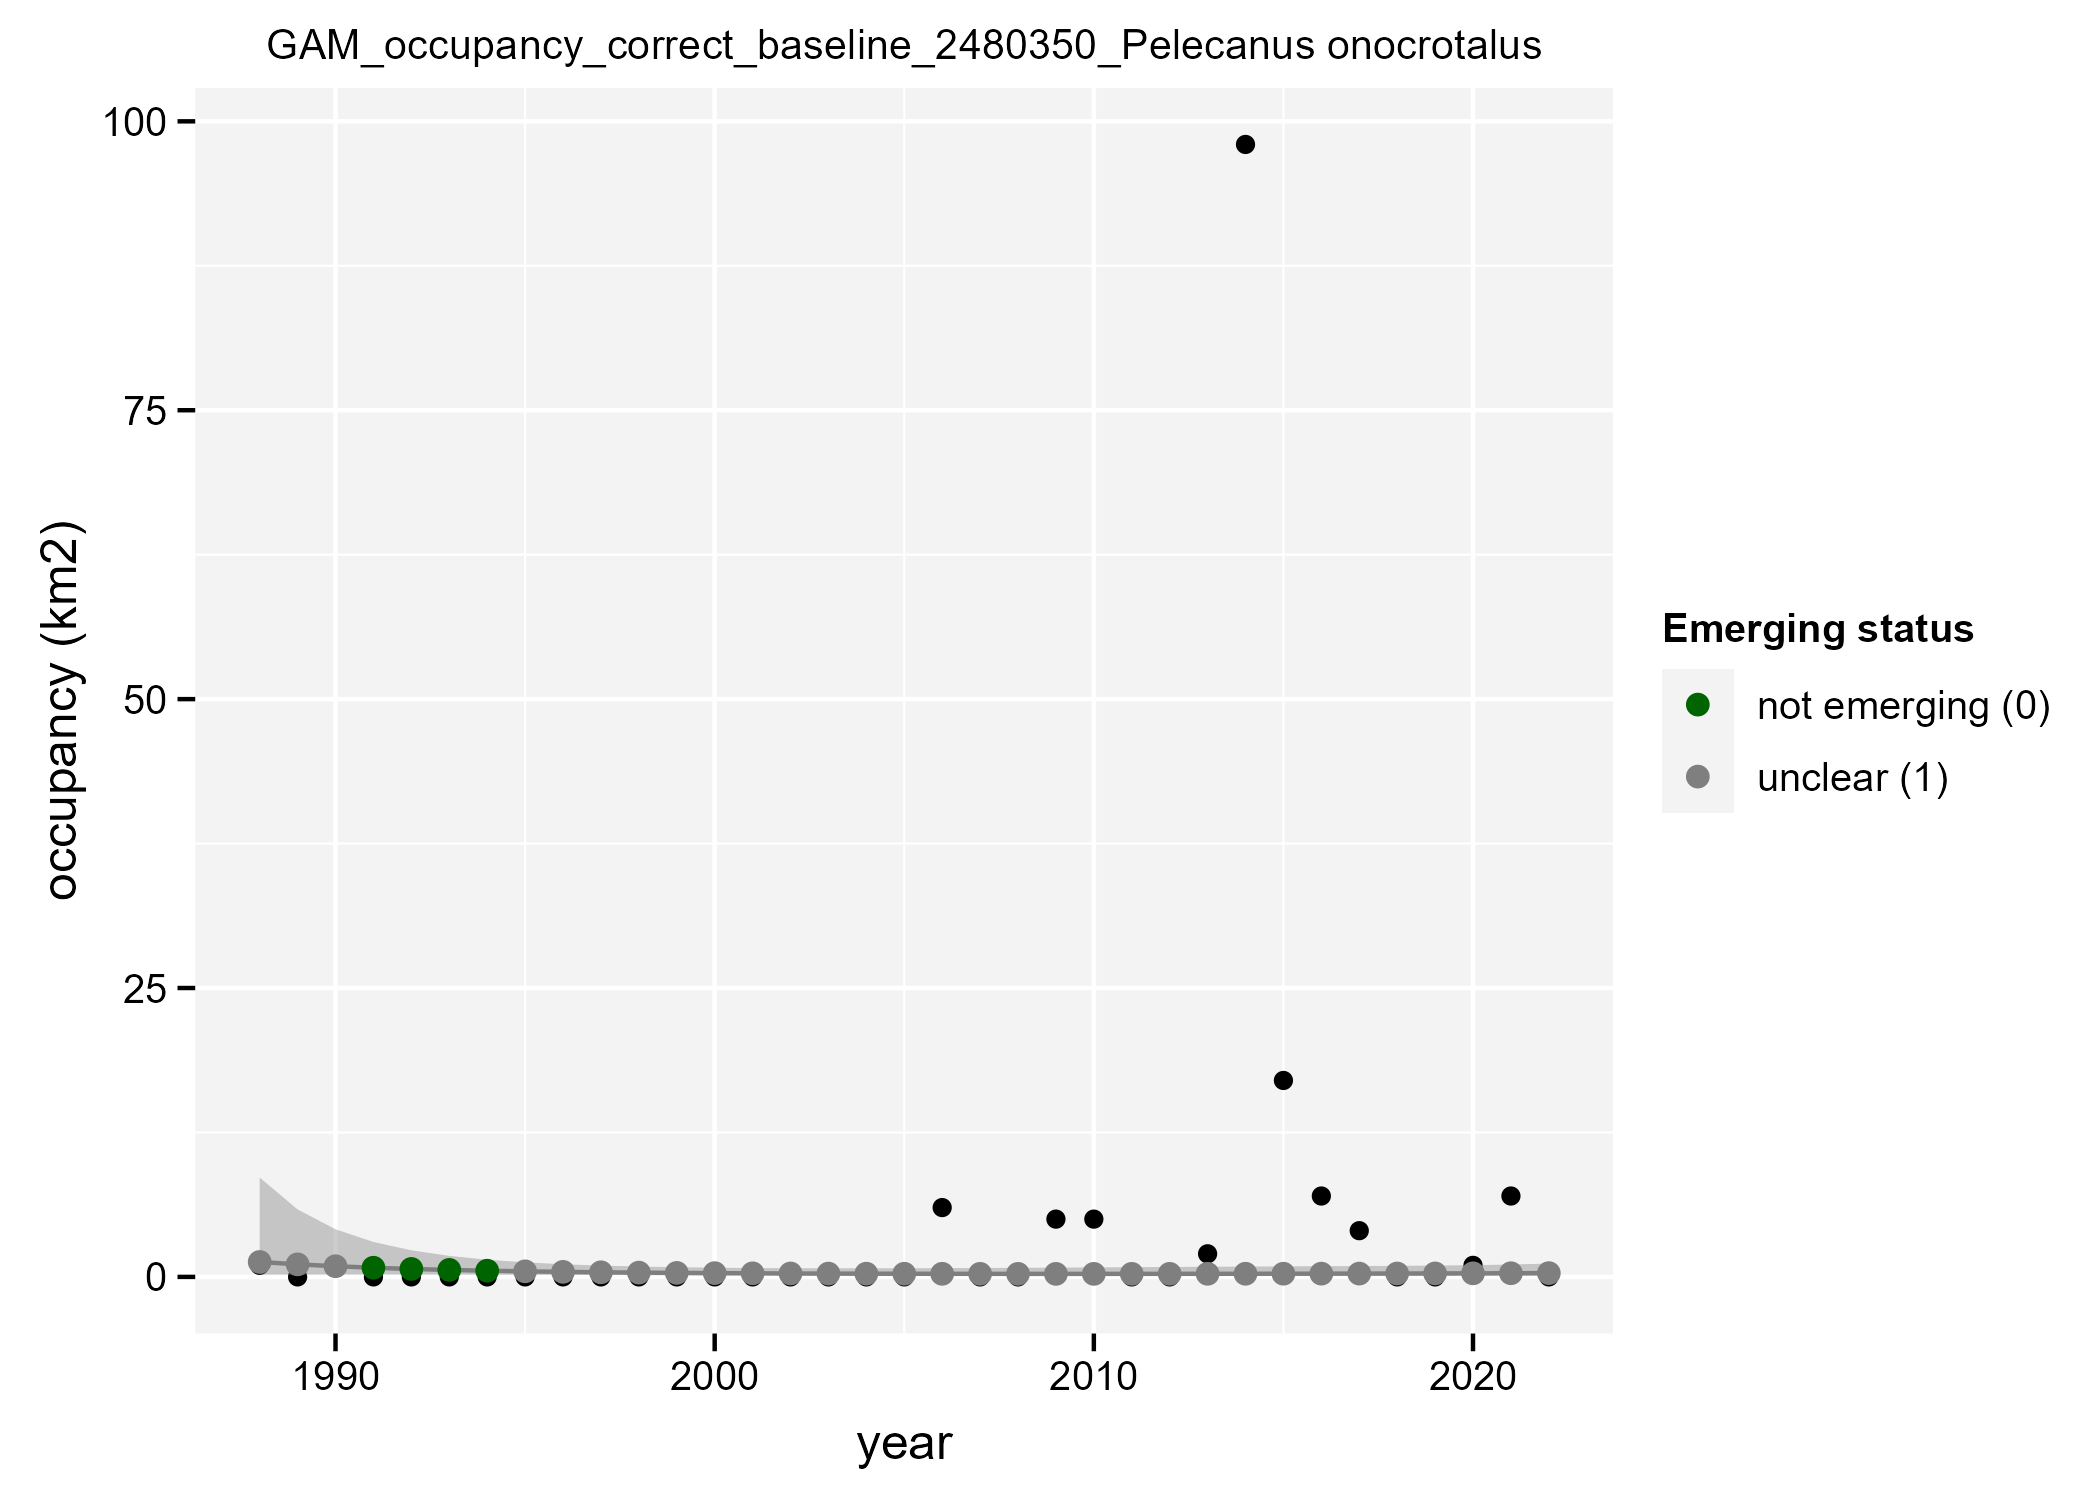 GAM_occupancy_correct_baseline_2480350_Pelecanus onocrotalus
100
75
50
25
0
occupancy (km2)
1990
2000
2010
2020
year
Emerging status
not emerging (0)
unclear (1)